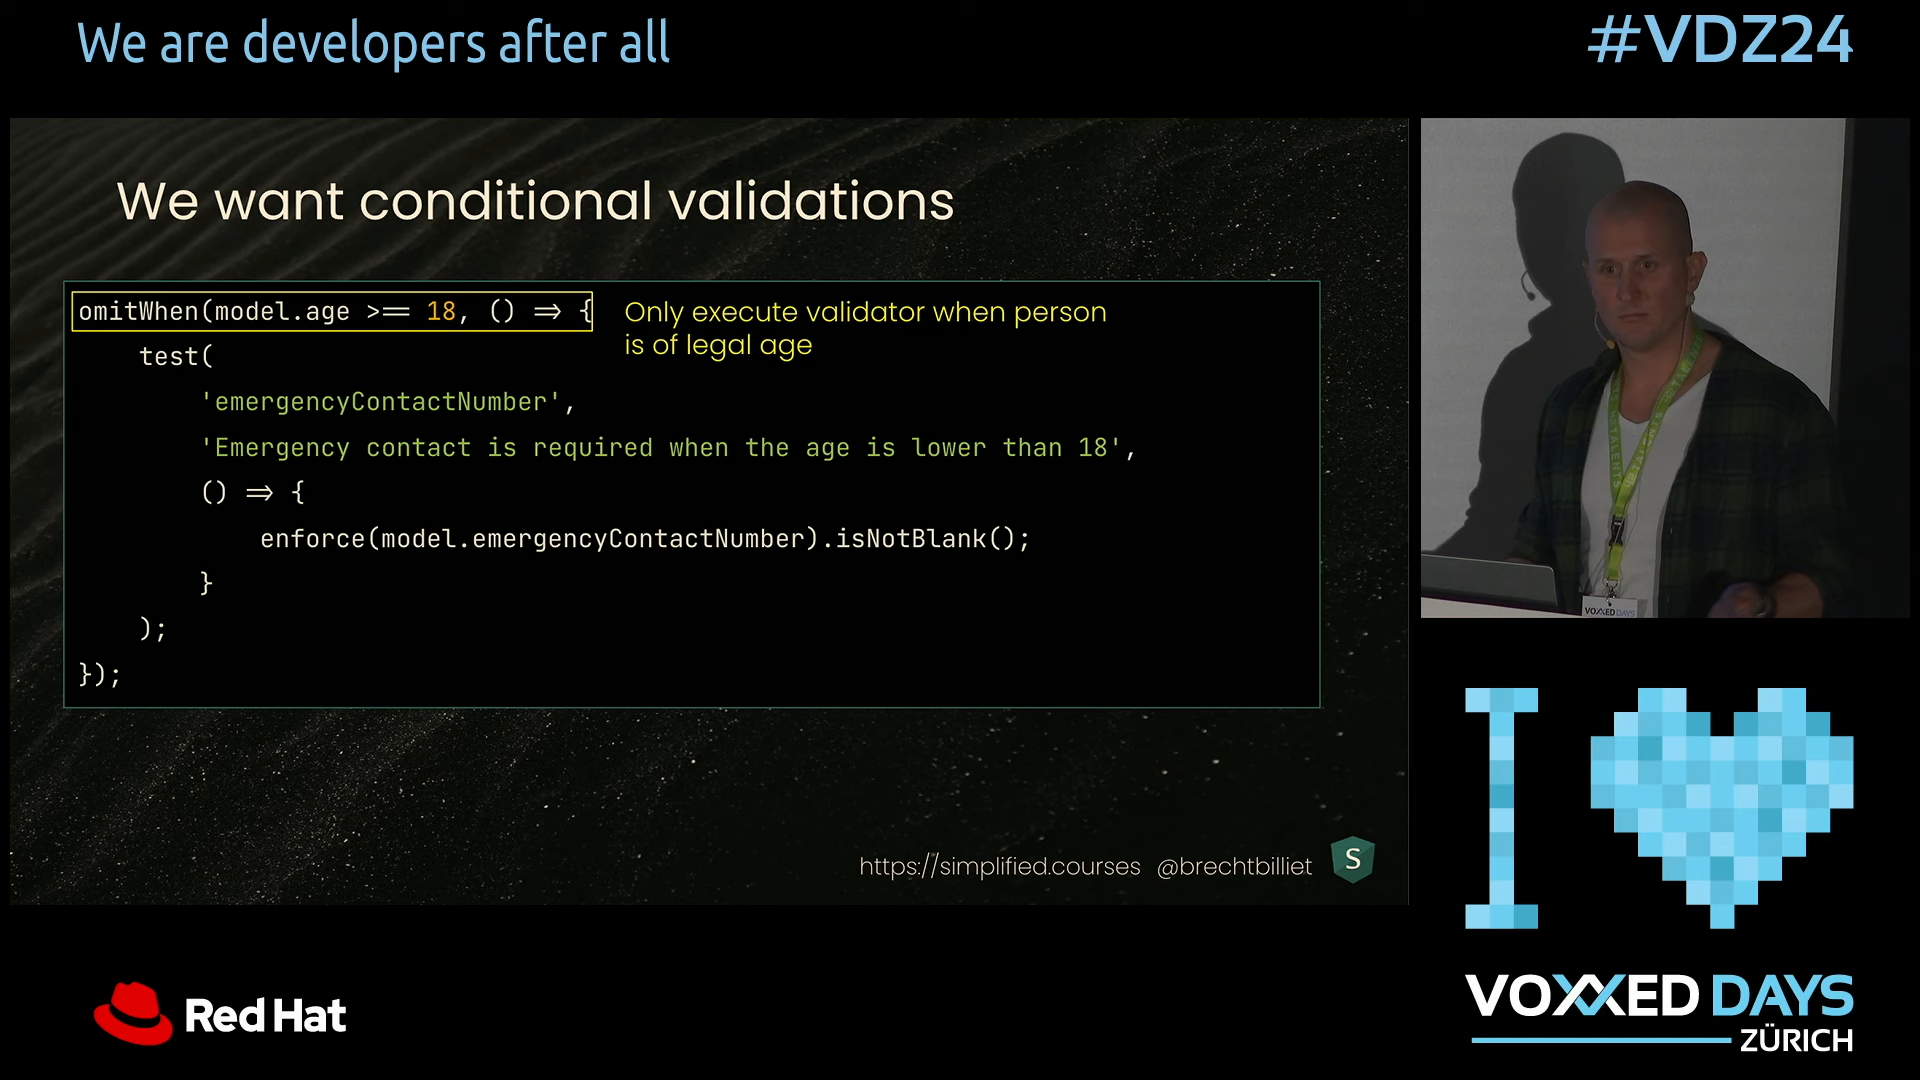 We are developers after all
#VDZ24
We want conditional validations
omitWhen(model.age >= 18, () => {
Only execute validator when person
is of legal age
test(
'emergencyContactNumber',
'Emergency contact is required when the age is lower than 18',
() => {
enforce(model.emergencyContactNumber).isNotBlank();
}
);
});
https://simplified.courses @brechtbilliet
S
VOXXED DAYS
I
Red Hat
VOXXED DAYS
ZÜRICH